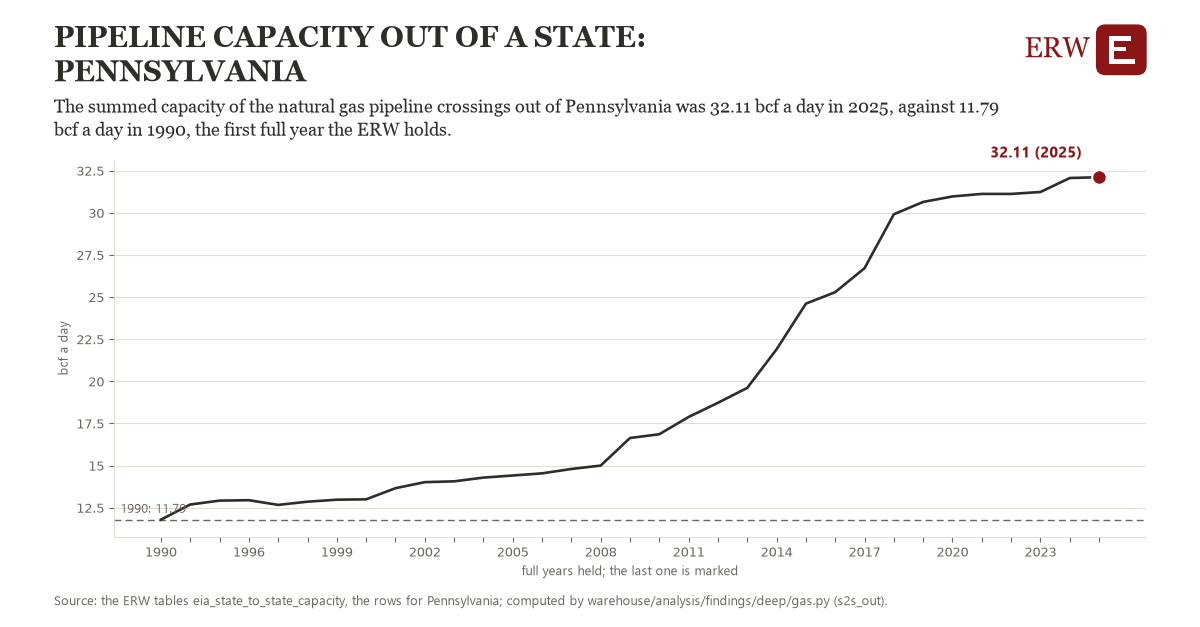 PIPELINE CAPACITY OUT OF A STATE:
PENNSYLVANIA
ERW E
The summed capacity of the natural gas pipeline crossings out of Pennsylvania was 32.11 bcf a day in 2025, against 11.79
bcf a day in 1990, the first full year the ERW holds.
32.11 (2025)
32.5
30
27.5
25
22.5
20
17.5
15
12.5
bcf a day
1990: 11.79
1990 1996 1999 2002 2005 2008 2011 2014 2017 2020 2023
full years held; the last one is marked
Source: the ERW tables eia_state_to_state_capacity, the rows for Pennsylvania; computed by warehouse/analysis/findings/deep/gas.py (s2s_out).